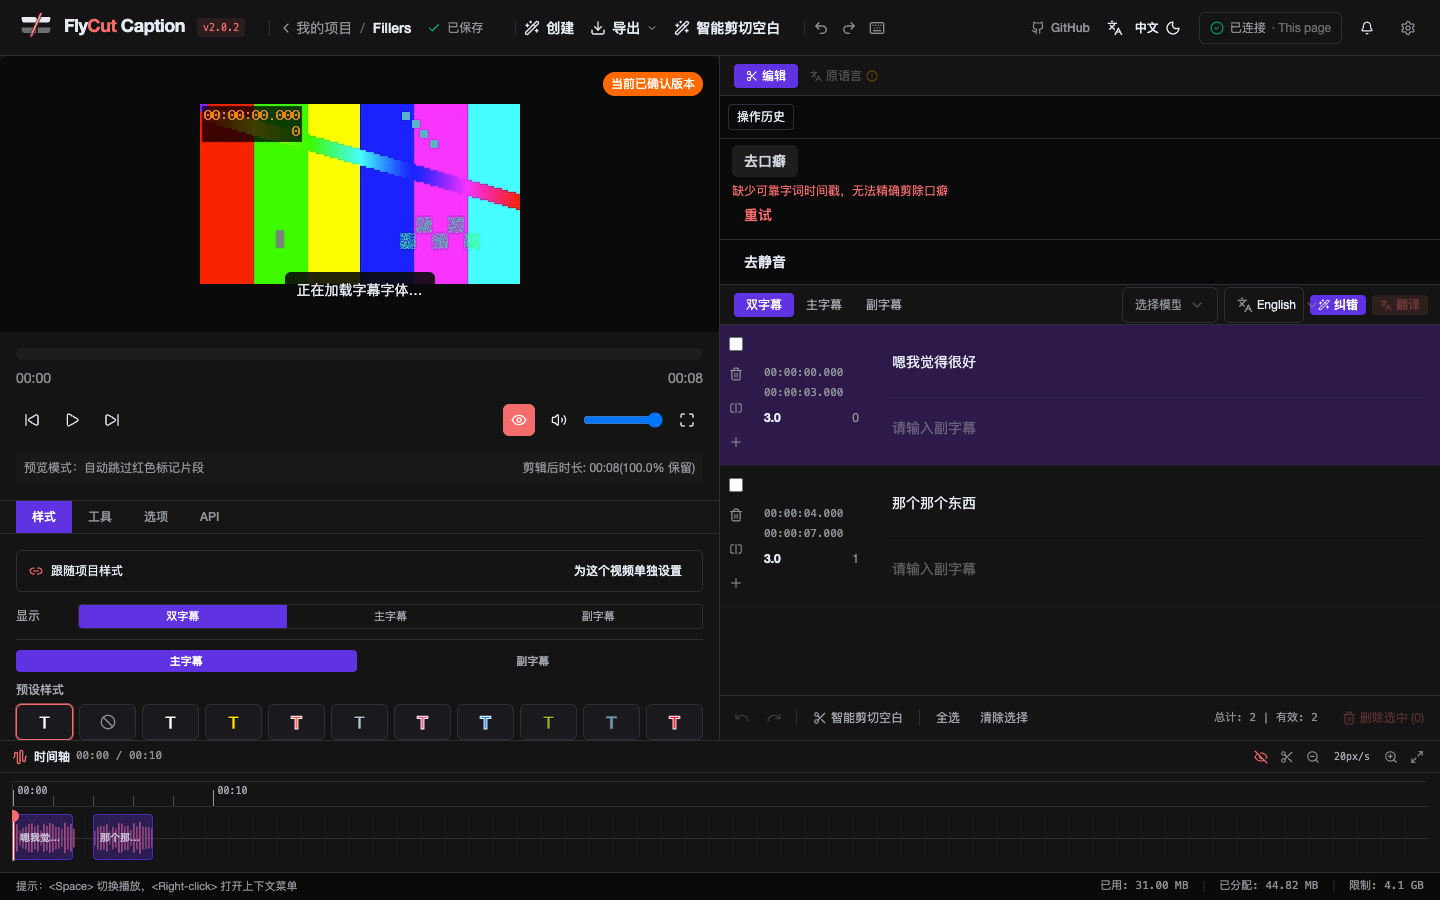 FlyCut Caption v2.0.2 我的项目 / Fillers 已保存 创建 导出 智能剪切空白 GitHub 中文 已连接 · This page
当前已确认版本
00:00:00.000
0
正在加载字幕字体...
00:00 00:08
预览模式：自动跳过红色标记片段 剪辑后时长: 00:08(100.0% 保留)
样式 工具 选项 API
跟随项目样式 为这个视频单独设置
显示 双字幕 主字幕 副字幕
主字幕 副字幕
预设样式
T T T T T T T T T T
编辑 原语言
操作历史
去口癖
缺少可靠字词时间戳，无法精确剪除口癖
重试
去静音
双字幕 主字幕 副字幕 选择模型 English 纠错 翻译
嗯我觉得很好
00:00:00.000
00:00:03.000
3.0 0
请输入副字幕
那个那个东西
00:00:04.000
00:00:07.000
3.0 1
请输入副字幕
智能剪切空白 全选 清除选择 总计: 2 | 有效: 2 删除选中 (0)
时间轴 00:00 / 00:10 20px/s
00:00 00:10
嗯我觉... 那个那...
提示：<Space> 切换播放，<Right-click> 打开上下文菜单 已用: 31.00 MB 已分配: 44.82 MB 限制: 4.1 GB